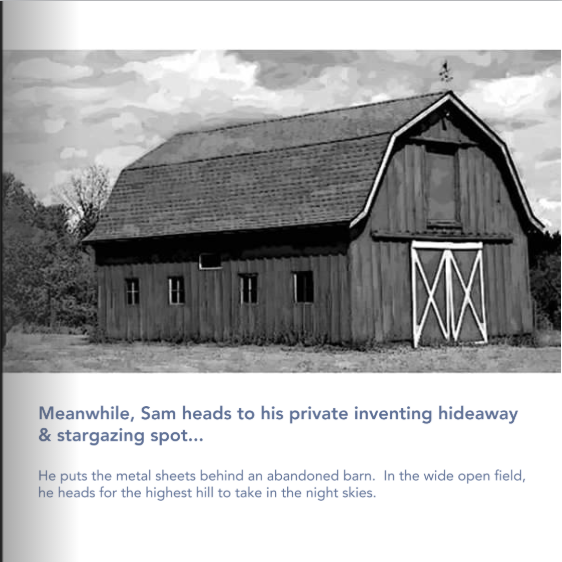 Meanwhile, Sam heads to his private inventing hideaway
& stargazing spot...
He puts the metal sheets behind an abandoned barn.  In the wide open field,
he heads for the highest hill to take in the night skies.